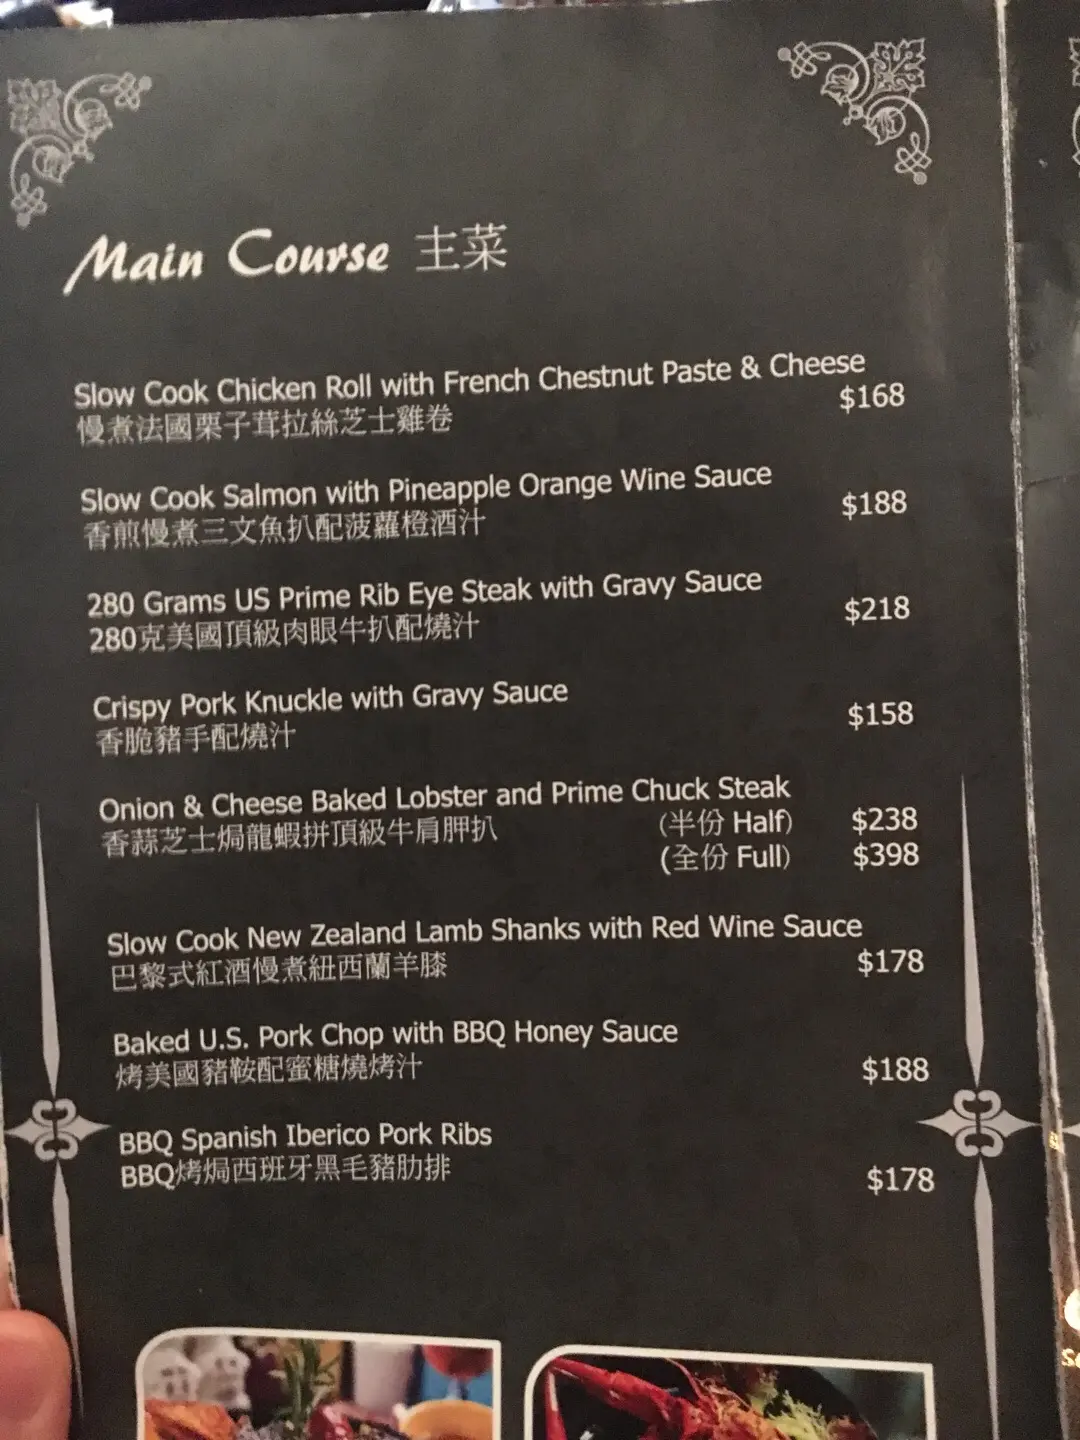 Main Course 主菜
Slow Cook Chicken Roll with French Chestnut Paste & Cheese
慢煮法國栗子茸拉絲芝士雞卷 $168
Slow Cook Salmon with Pineapple Orange Wine Sauce
香煎慢煮三文魚扒配菠蘿橙酒汁 $188
280 Grams US Prime Rib Eye Steak with Gravy Sauce
280克美國頂級肉眼牛扒配燒汁 $218
Crispy Pork Knuckle with Gravy Sauce
香脆豬手配燒汁 $158
Onion & Cheese Baked Lobster and Prime Chuck Steak
香蒜芝士焗龍蝦拼頂級牛肩胛扒 (半份 Half) $238
(全份 Full) $398
Slow Cook New Zealand Lamb Shanks with Red Wine Sauce
巴黎式紅酒慢煮紐西蘭羊膝 $178
Baked U.S. Pork Chop with BBQ Honey Sauce
烤美國豬鞍配蜜糖燒烤汁 $188
BBQ Spanish Iberico Pork Ribs
BBQ烤焗西班牙黑毛豬肋排 $178